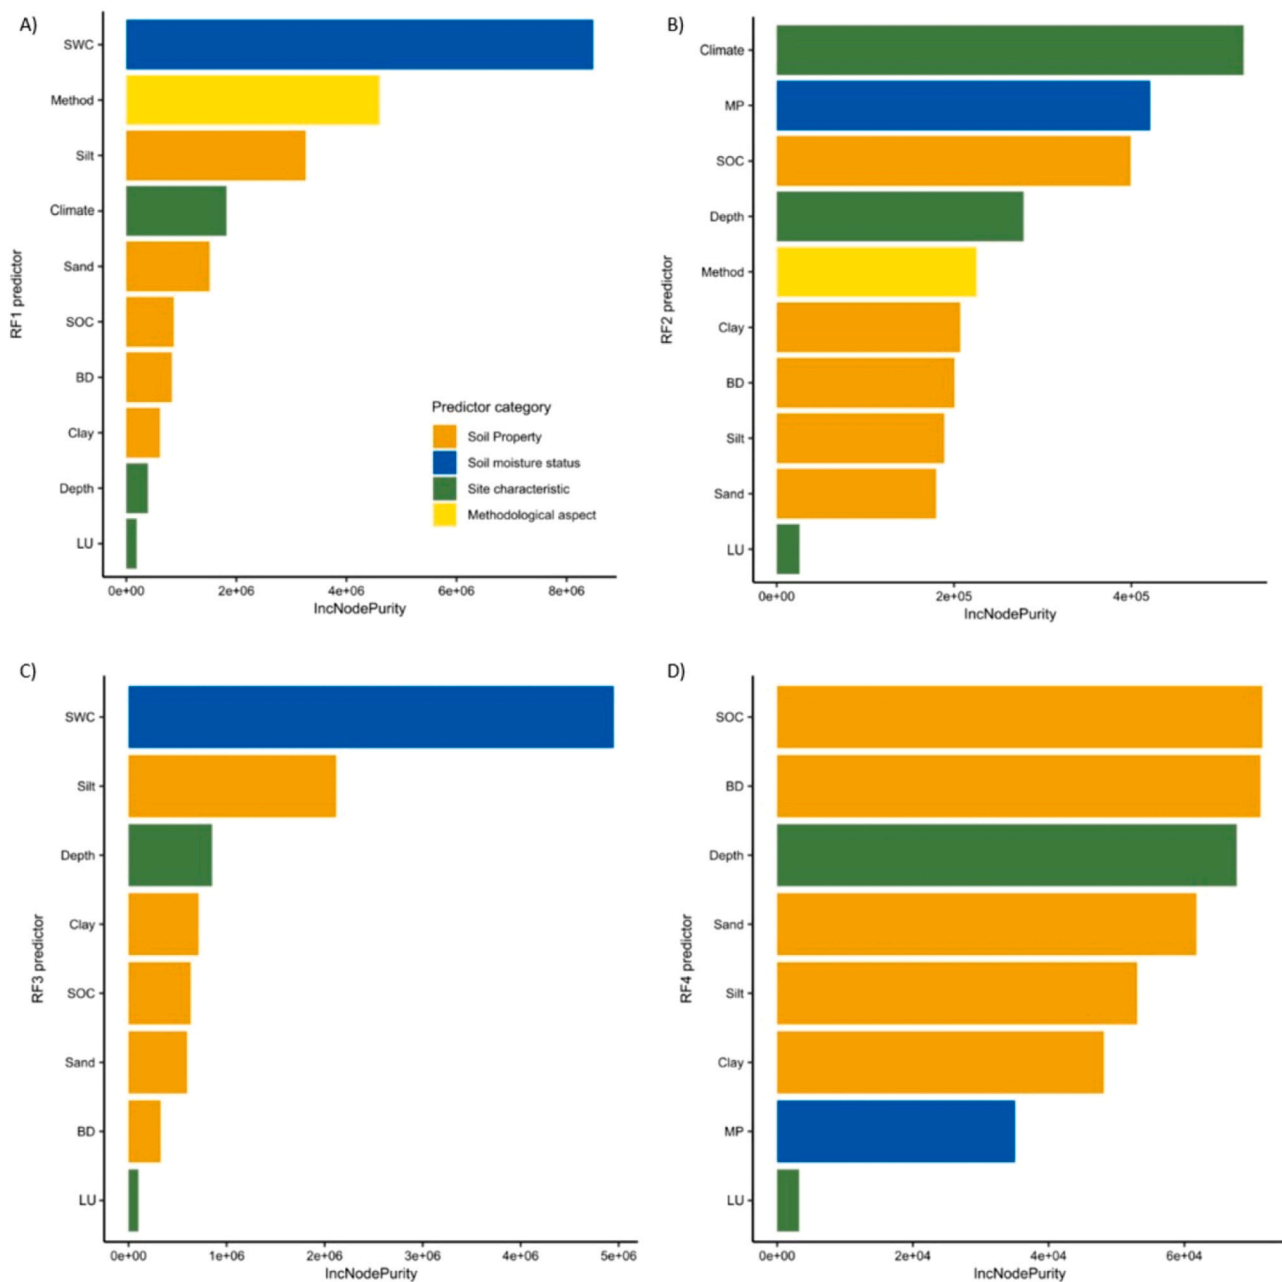 A)
SWC
Method
Silt
Climate
Sand
SOC
BD
Clay
Depth
LU
RF1 predictor
Predictor category
Soil Property
Soil moisture status
Site characteristic
Methodological aspect
0e+00 2e+06 4e+06 6e+06 8e+06
IncNodePurity
B)
Climate
MP
SOC
Depth
Method
Clay
BD
Silt
Sand
LU
RF2 predictor
0e+00 2e+05 4e+05
IncNodePurity
C)
SWC
Silt
Depth
Clay
SOC
Sand
BD
LU
RF3 predictor
0e+00 1e+06 2e+06 3e+06 4e+06 5e+06
IncNodePurity
D)
SOC
BD
Depth
Sand
Silt
Clay
MP
LU
RF4 predictor
0e+00 2e+04 4e+04 6e+04
IncNodePurity